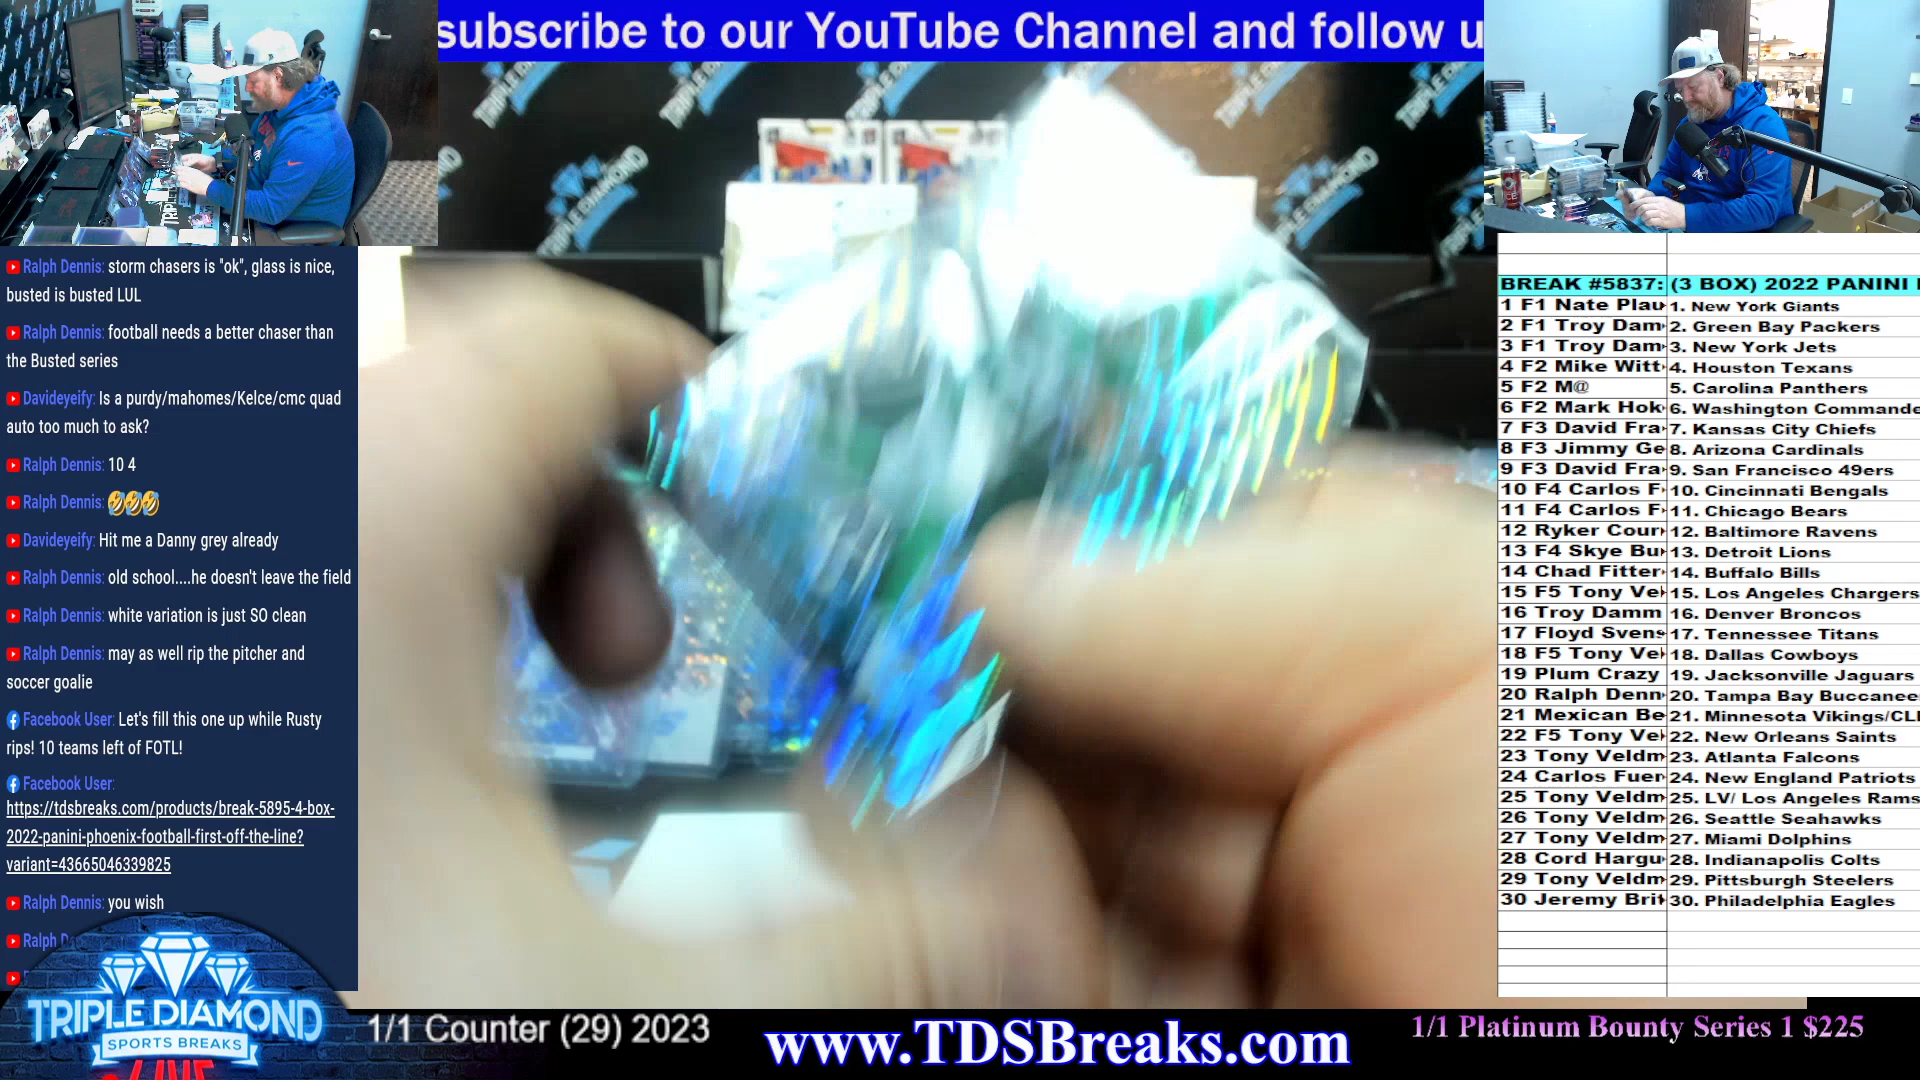 subscribe to our YouTube Channel and follow u
Ralph Dennis: storm chasers is "ok", glass is nice,
busted is busted LUL
Ralph Dennis: football needs a better chaser than
the Busted series
Davideyeify: Is a purdy/mahomes/Kelce/cmc quad
auto too much to ask?
Ralph Dennis: 10 4
Ralph Dennis: 🤣🤣🤣
Davideyeify: Hit me a Danny grey already
Ralph Dennis: old school....he doesn't leave the field
Ralph Dennis: white variation is just SO clean
Ralph Dennis: may as well rip the pitcher and
soccer goalie
Facebook User: Let's fill this one up while Rusty
rips! 10 teams left of FOTL!
Facebook User:
https://tdsbreaks.com/products/break-5895-4-box-
2022-panini-phoenix-football-first-off-the-line?
variant=43665046339825
Ralph Dennis: you wish
Ralph
TRIPLE DIAMOND
SPORTS BREAKS
LIVE
TRIPLE DIAMOND
BREAK #5837: (3 BOX) 2022 PANINI
1 F1 Nate Plau 1. New York Giants
2 F1 Troy Dam 2. Green Bay Packers
3 F1 Troy Dam 3. New York Jets
4 F2 Mike Witt 4. Houston Texans
5 F2 M@ 5. Carolina Panthers
6 F2 Mark Hok 6. Washington Commande
7 F3 David Fra 7. Kansas City Chiefs
8 F3 Jimmy Ge 8. Arizona Cardinals
9 F3 David Fra 9. San Francisco 49ers
10 F4 Carlos F 10. Cincinnati Bengals
11 F4 Carlos F 11. Chicago Bears
12 Ryker Cour 12. Baltimore Ravens
13 F4 Skye Bu 13. Detroit Lions
14 Chad Fitter 14. Buffalo Bills
15 F5 Tony Vel 15. Los Angeles Chargers
16 Troy Damm 16. Denver Broncos
17 Floyd Svens 17. Tennessee Titans
18 F5 Tony Vel 18. Dallas Cowboys
19 Plum Crazy 19. Jacksonville Jaguars
20 Ralph Denn 20. Tampa Bay Buccanee
21 Mexican Be 21. Minnesota Vikings/CLE
22 F5 Tony Vel 22. New Orleans Saints
23 Tony Veldm 23. Atlanta Falcons
24 Carlos Fuer 24. New England Patriots
25 Tony Veldm 25. LV/ Los Angeles Rams
26 Tony Veldm 26. Seattle Seahawks
27 Tony Veldm 27. Miami Dolphins
28 Cord Hargu 28. Indianapolis Colts
29 Tony Veldm 29. Pittsburgh Steelers
30 Jeremy Brit 30. Philadelphia Eagles
1/1 Counter (29) 2023
www.TDSBreaks.com
1/1 Platinum Bounty Series 1 $225